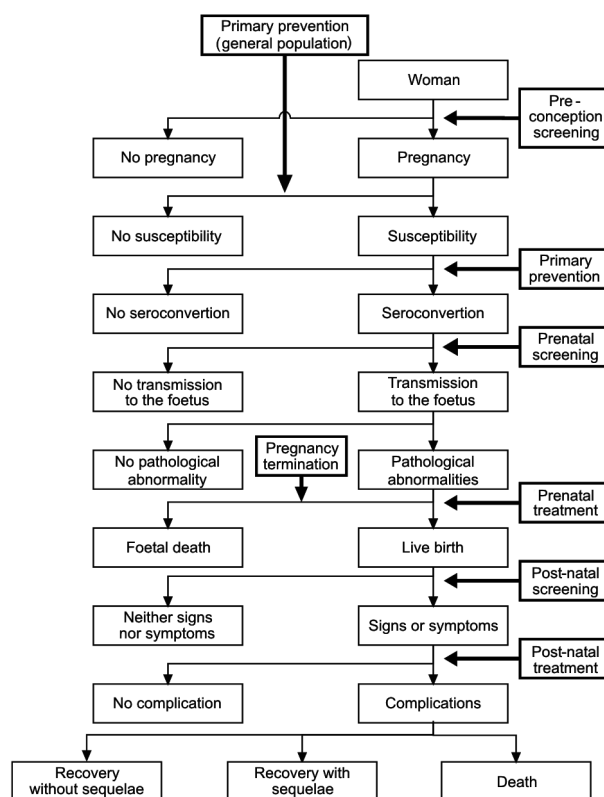 Primary prevention
(general population)
Woman
Pre-
conception
screening
No pregnancy
Pregnancy
No susceptibility
Susceptibility
Primary
prevention
No seroconvertion
Seroconvertion
Prenatal
screening
No transmission
to the foetus
Transmission
to the foetus
Pregnancy
termination
No pathological
abnormality
Pathological
abnormalities
Prenatal
treatment
Foetal death
Live birth
Post-natal
screening
Neither signs
nor symptoms
Signs or symptoms
Post-natal
treatment
No complication
Complications
Recovery
without sequelae
Recovery with
sequelae
Death